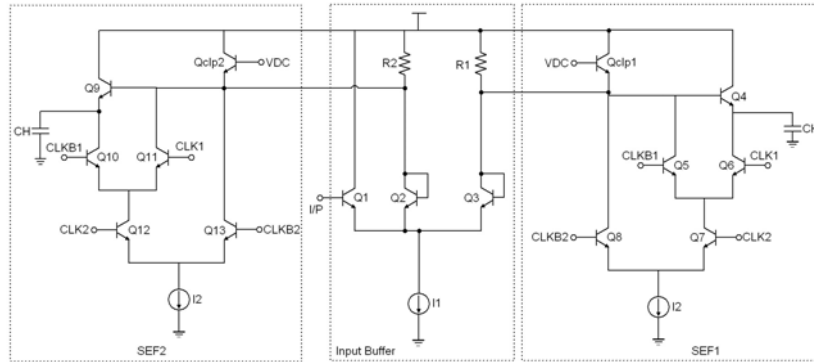 Qclp2
VDC
R2
R1
VDC
Qclp1
Q9
Q4
CH
CLKB1
Q10
Q11
CLK1
CLKB1
Q5
Q6
CLK1
I/P
Q1
Q2
Q3
CLK2
Q12
Q13
CLKB2
CLKB2
Q8
Q7
CLK2
I2
I1
I2
SEF2
Input Buffer
SEF1